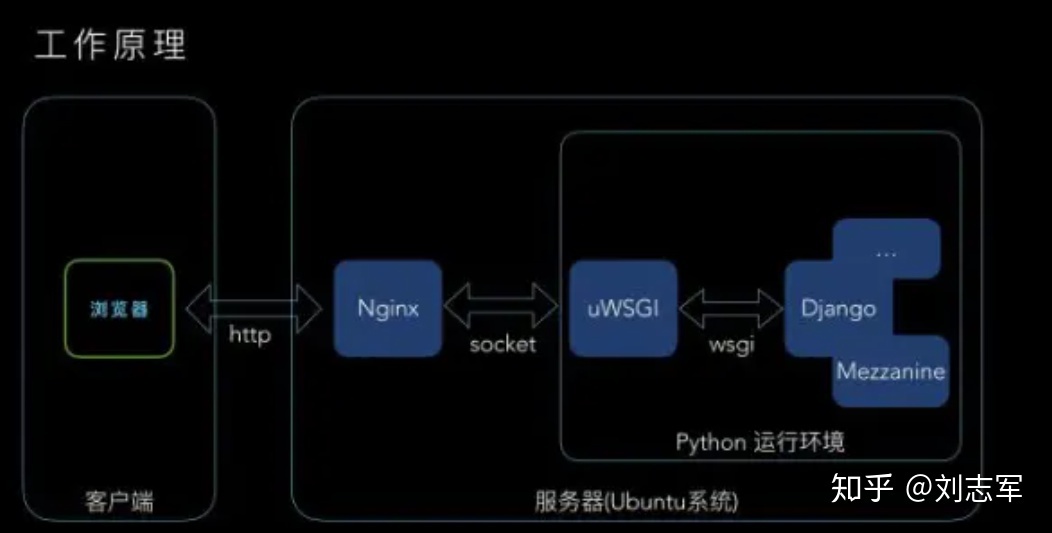 工作原理
浏览器
http
Nginx
socket
uWSGI
wsgi
...
Django
Mezzanine
Python 运行环境
客户端
服务器(Ubuntu系统)
知乎 @刘志军